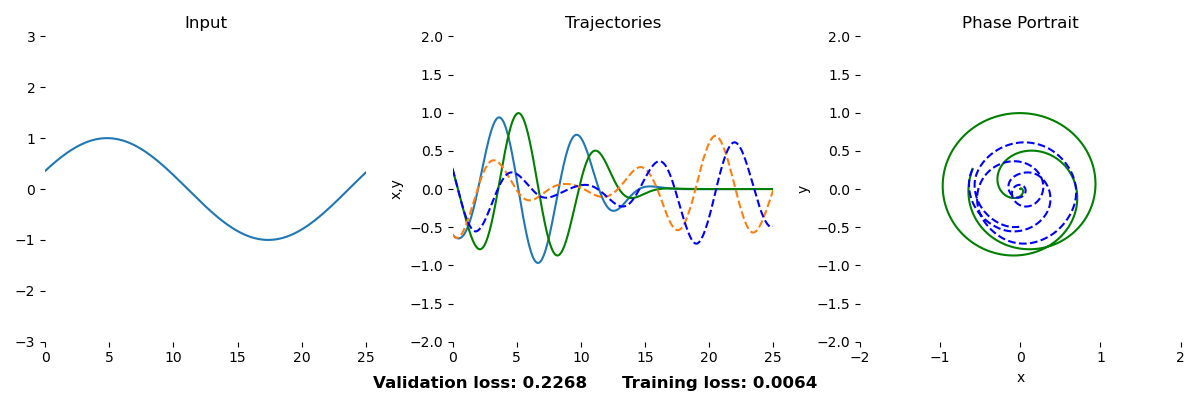 Input
3
2
1
0
−1
−2
−3
0 5 10 15 20 25
Trajectories
x,y
2.0
1.5
1.0
0.5
0.0
−0.5
−1.0
−1.5
−2.0
0 5 10 15 20 25
Phase Portrait
y
2.0
1.5
1.0
0.5
0.0
−0.5
−1.0
−1.5
−2.0
−2 −1 0 1 2
x
Validation loss: 0.2268 Training loss: 0.0064